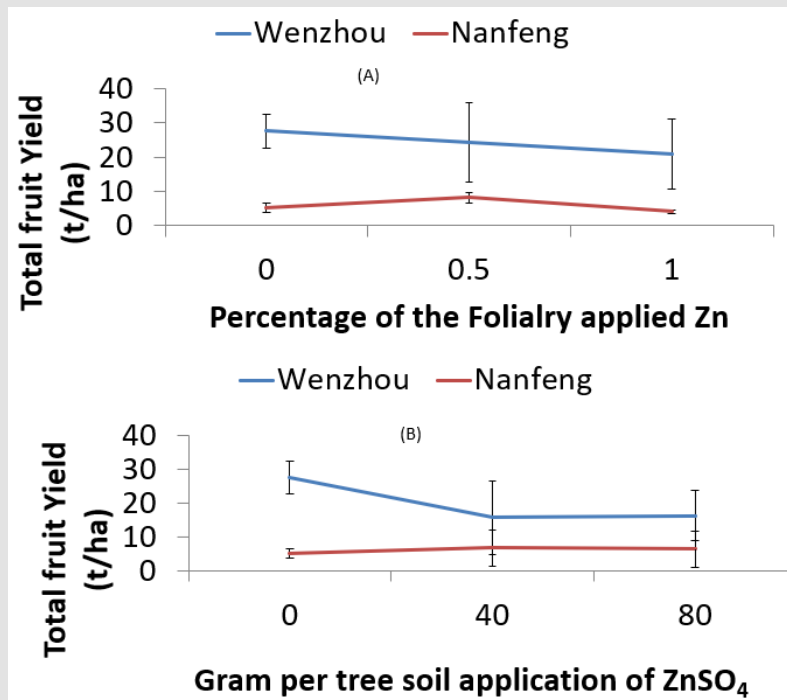 Wenzhou Nanfeng
(A)
Total fruit Yield
(t/ha)
40
30
20
10
0
0 0.5 1
Percentage of the Folialry applied Zn
Wenzhou Nanfeng
(B)
Total fruit Yield
(t/ha)
40
30
20
10
0
0 40 80
Gram per tree soil application of ZnSO₄